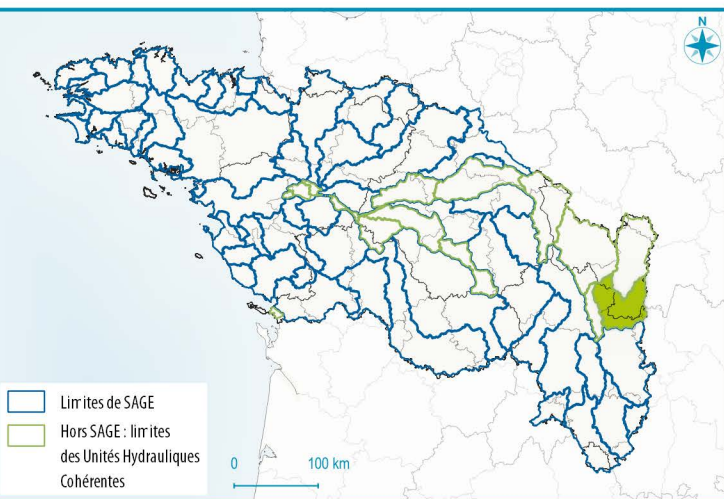 N
Limites de SAGE
Hors SAGE : limites
des Unités Hydrauliques
Cohérentes
0 100 km